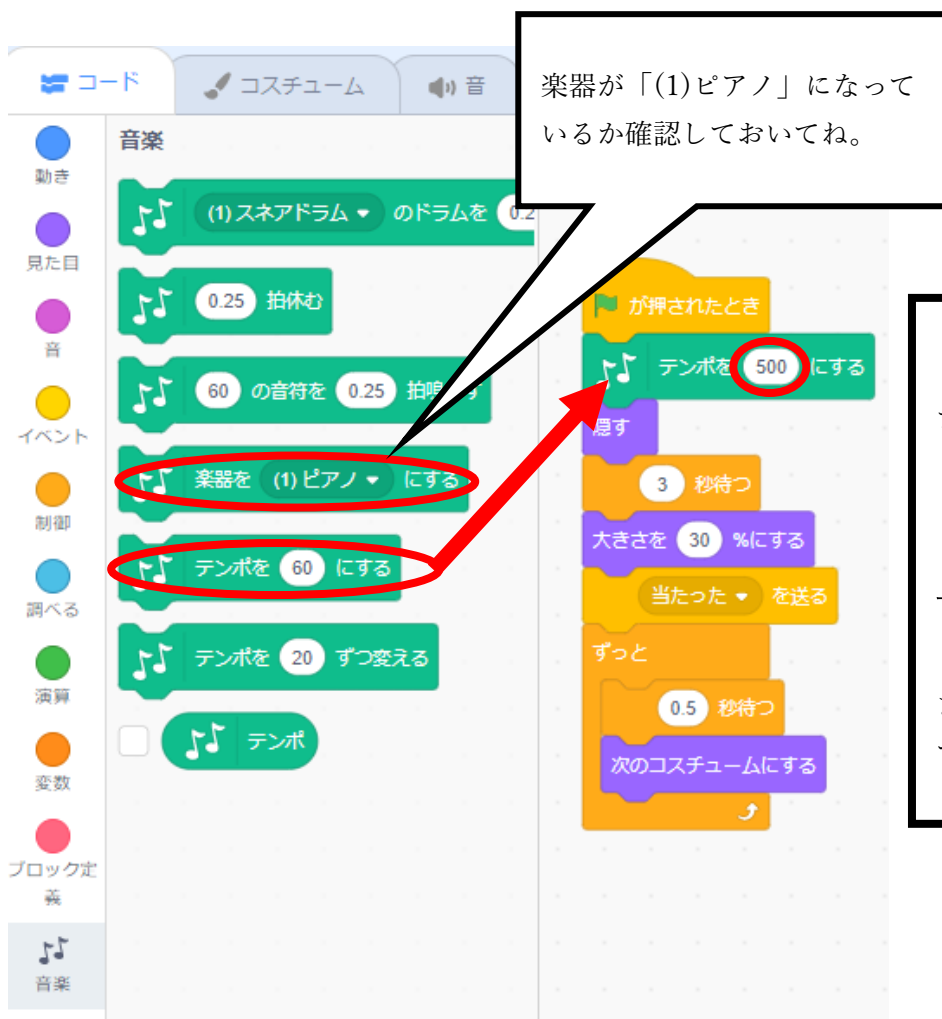 楽器が「(1)ピアノ」になって
いるか確認しておいてね。
コード
コスチューム
音
動き
見た目
音
イベント
制御
調べる
演算
変数
ブロック定
義
音楽
音楽
(1) スネアドラム のドラムを
0.25 拍休む
60 の音符を 0.25
楽器を (1) ピアノ にする
テンポを 60 にする
テンポを 20 ずつ変える
テンポ
が押されたとき
テンポを 500 にする
隠す
3 秒待つ
大きさを 30 %にする
当たった を送る
ずっと
0.5 秒待つ
次のコスチュームにする